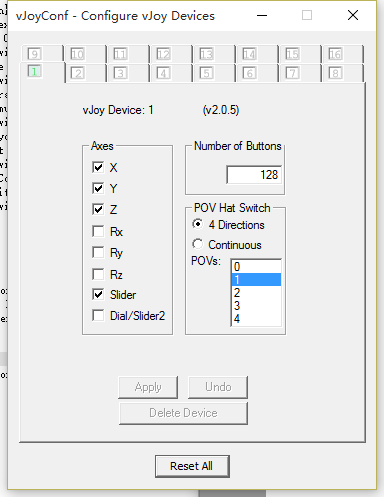 vJoyConf - Configure vJoy Devices
9 10 11 12 13 14 15 16
1 2 3 4 5 6 7 8
vJoy Device: 1 (v2.0.5)
Axes
X
Y
Z
Rx
Ry
Rz
Slider
Dial/Slider2
Number of Buttons
128
POV Hat Switch
4 Directions
Continuous
POVs:
0
1
2
3
4
Apply Undo
Delete Device
Reset All